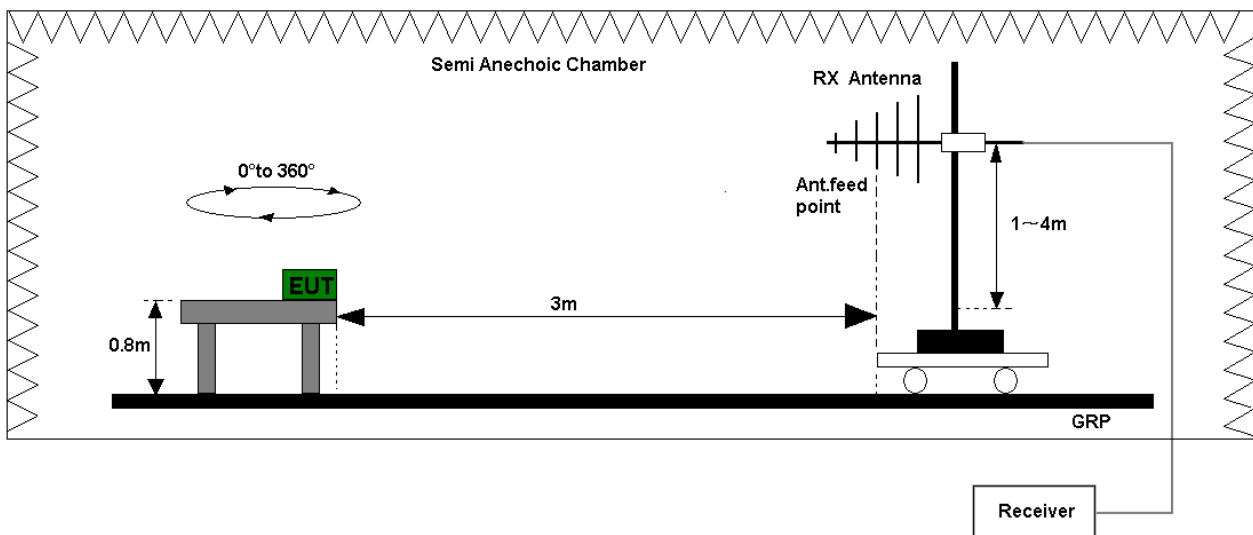 Semi Anechoic Chamber
RX Antenna
0°to 360°
Ant.feed
point
1～4m
EUT
3m
0.8m
GRP
Receiver